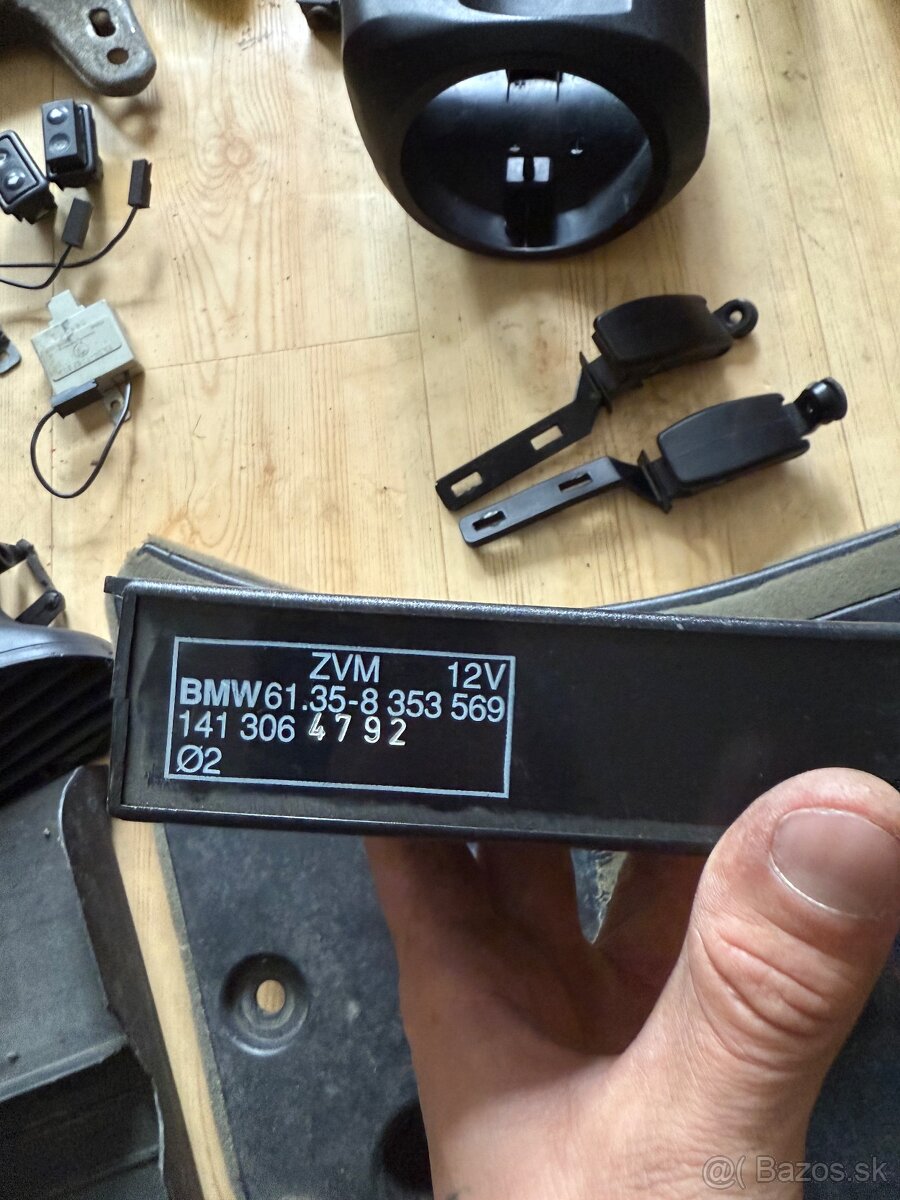 ZVM 12V
BMW 61.35-8 353 569
141 306 4792
Ø2
@( Bazos.sk